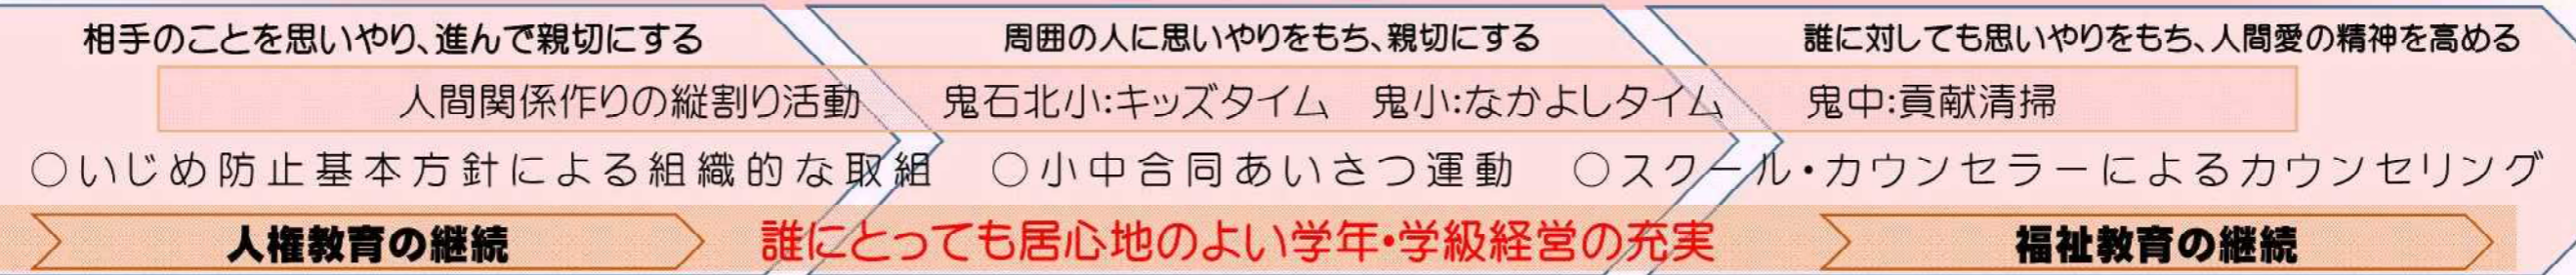 相手のことを思いやり、進んで親切にする 周囲の人に思いやりをもち、親切にする 誰に対しても思いやりをもち、人間愛の精神を高める
人間関係作りの縦割り活動 鬼石北小:キッズタイム 鬼小:なかよしタイム 鬼中:貢献清掃
○いじめ防止基本方針による組織的な取組 ○小中合同あいさつ運動 ○スクール・カウンセラーによるカウンセリング
人権教育の継続 誰にとっても居心地のよい学年・学級経営の充実 福祉教育の継続